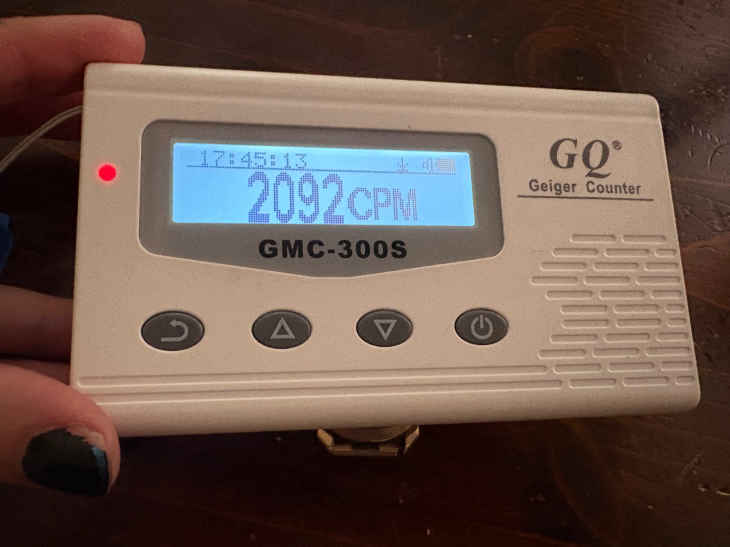 17:45:13
2092CPM
GMC-300S
GQ®
Geiger Counter